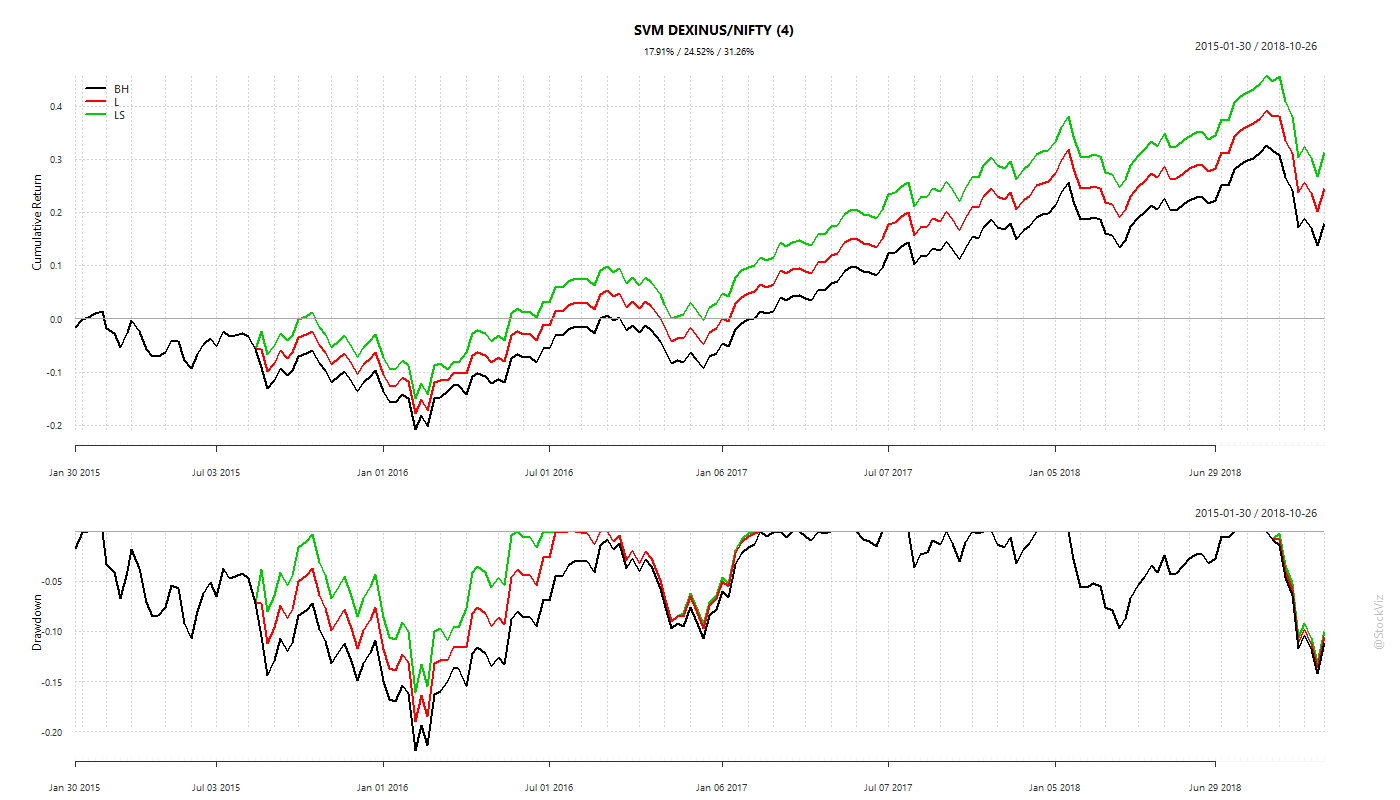 SVM DEXINUS/NIFTY (4)
17.91% / 24.52% / 31.26%
2015-01-30 / 2018-10-26
BH
L
LS
Cumulative Return
0.4
0.3
0.2
0.1
0.0
-0.1
-0.2
Jan 30 2015 Jul 03 2015 Jan 01 2016 Jul 01 2016 Jan 06 2017 Jul 07 2017 Jan 05 2018 Jun 29 2018
2015-01-30 / 2018-10-26
Drawdown
-0.05
-0.10
-0.15
-0.20
Jan 30 2015 Jul 03 2015 Jan 01 2016 Jul 01 2016 Jan 06 2017 Jul 07 2017 Jan 05 2018 Jun 29 2018
@StockViz